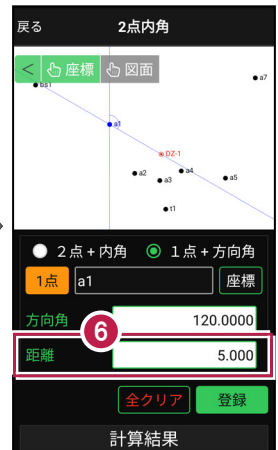 戻る 2点内角
< 座標 図面
bs1
a7
a1
DZ-1
a2 a3 a4 a5
t1
2点+内角 1点+方向角
1点 a1 座標
方向角 120.0000
6
距離 5.000
全クリア 登録
計算結果